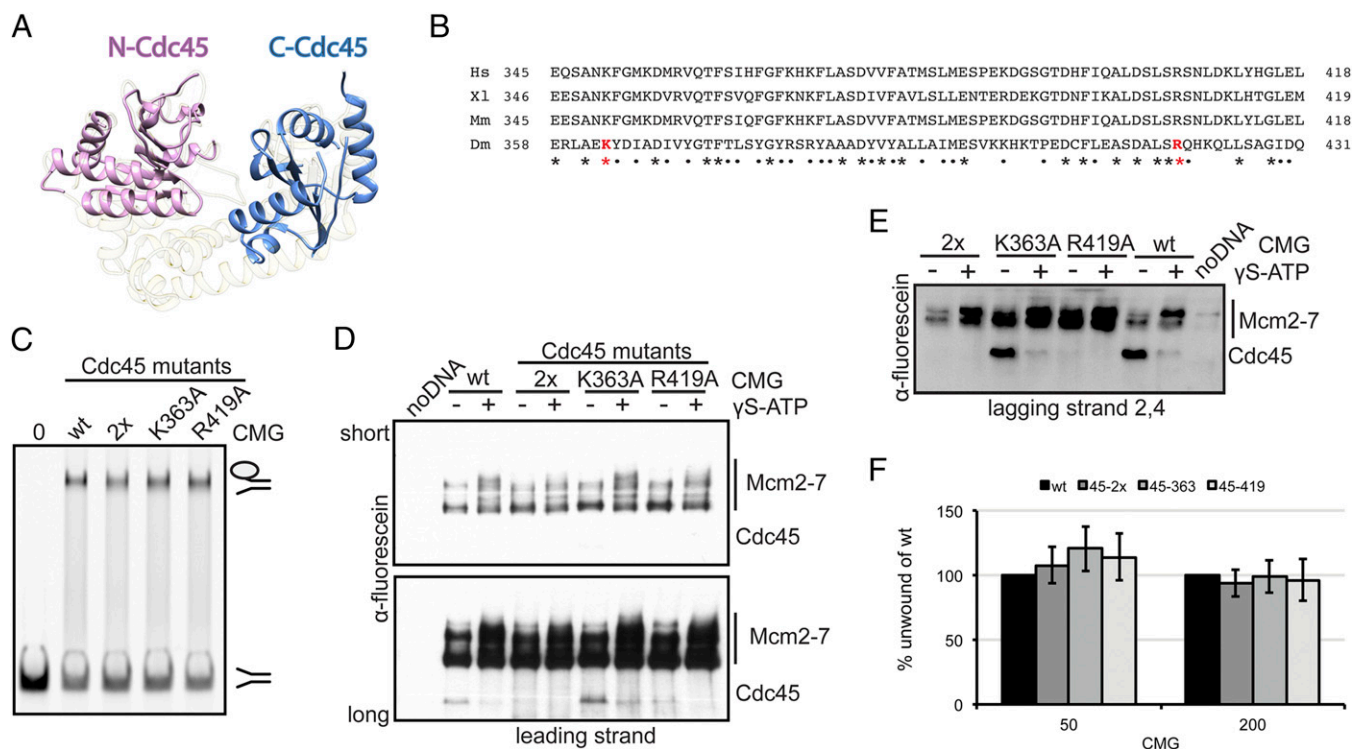 A
N-Cdc45 C-Cdc45
B
Hs 345 EQSANKFGMKDMRVQTFSIHFGFKHKFLASDVVFATMSLMESPEKDGSGTDHFIQALDSLSRSNLDKLYHGLEL 418
Xl 346 EESANKFGMKDVRVQTFSVQFGFKNKFLASDIVFAVLSLLENTERDEKGTDNFIKALDSLSRSNLDKLHTGLEM 419
Mm 345 EESANKFGMKDMRVQTFSIHFGFKHKFLASDVVFATMSLMESPEKDGSGTDHFIQALDSLSRSNLDKLYLGLEL 418
Dm 358 ERLAEKYDIADIVYGTFTLSYGYRSRYAAADYVYALLAIMESVKKHKTPEDCFLEASDALSRQHKQLLSAGIDQ 431
C
Cdc45 mutants
0 wt 2x K363A R419A CMG
D
Cdc45 mutants
noDNA wt 2x K363A R419A CMG
- + - + - + - + γS-ATP
short
α-fluorescein
Mcm2-7
Cdc45
Mcm2-7
Cdc45
long
leading strand
E
2x K363A R419A wt noDNA CMG
- + - + - + - + γS-ATP
α-fluorescein
Mcm2-7
Cdc45
lagging strand 2,4
F
wt 45-2x 45-363 45-419
% unwound of wt
150
100
50
0
50 200
CMG